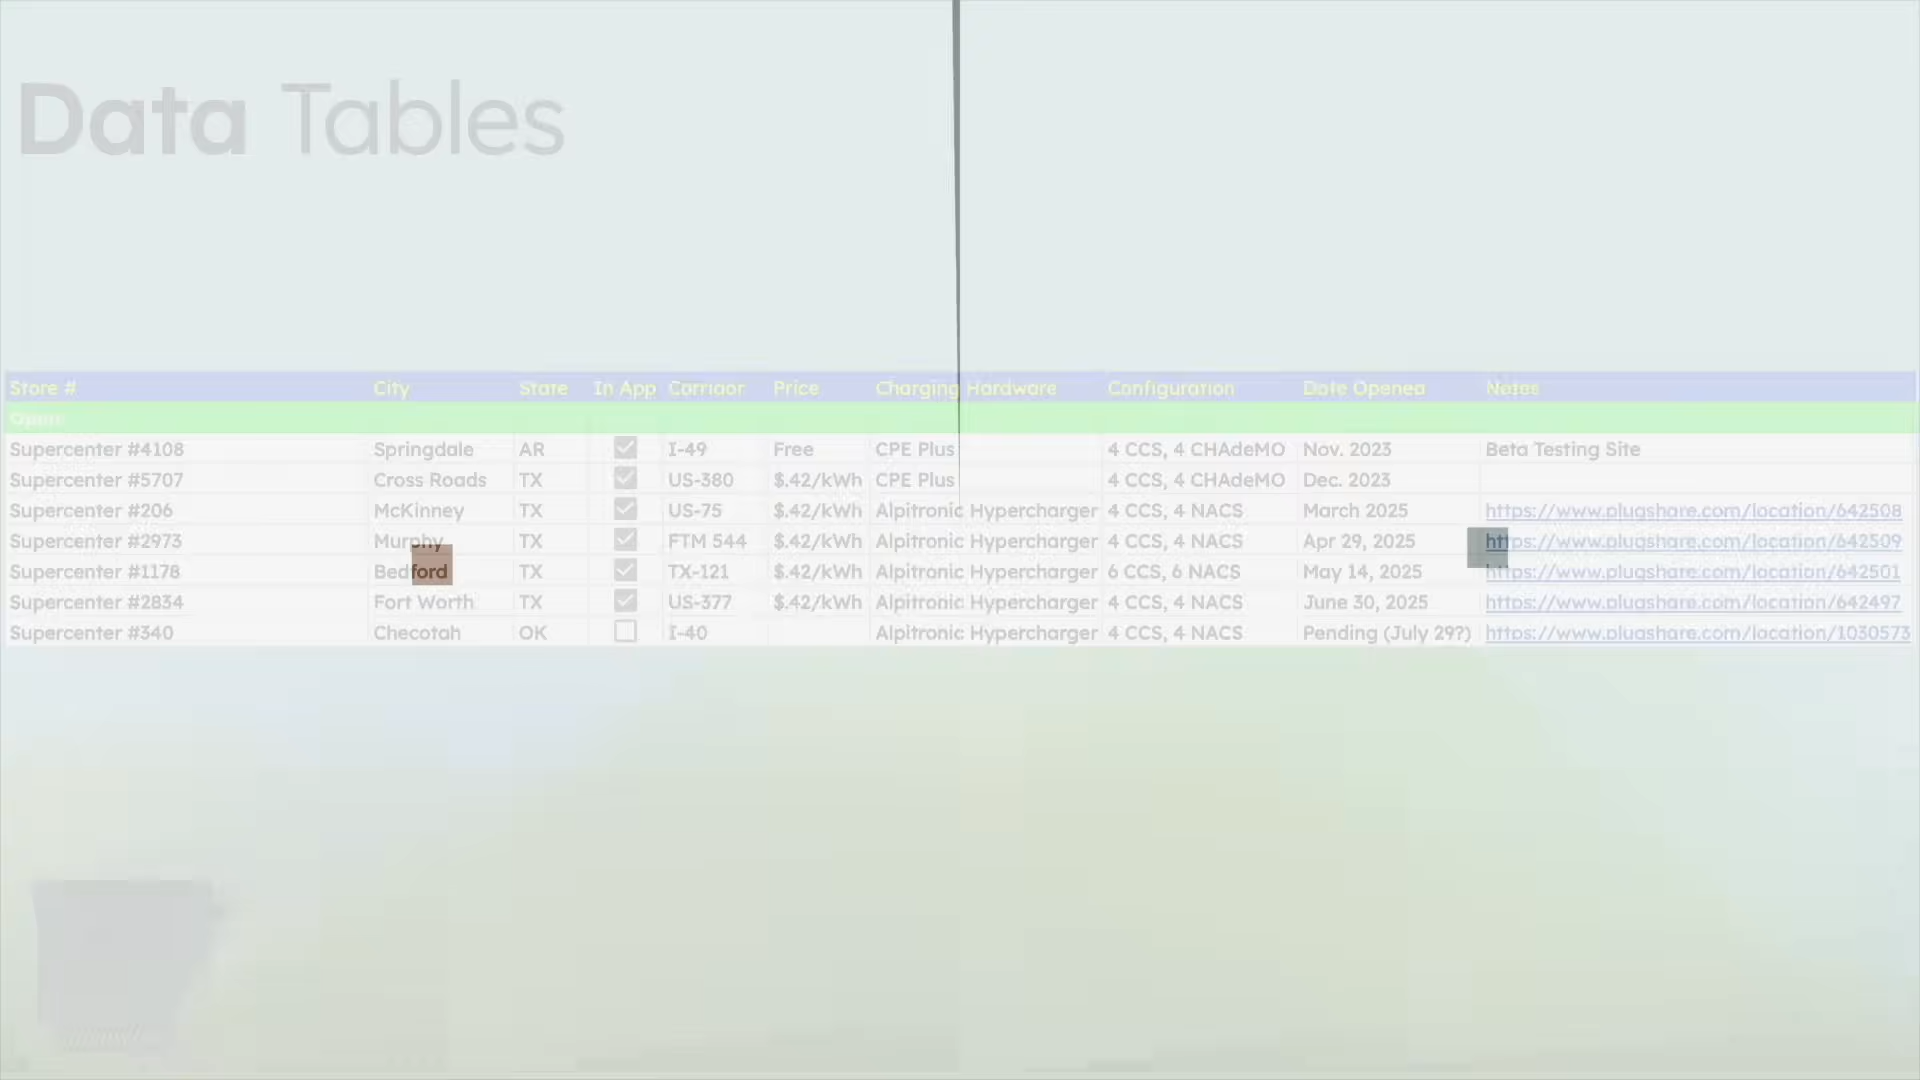 Data Tables
Store # City State In App Corridor Price Charging Hardware Configuration Date Opened Notes
Open:
Supercenter #4108 Springdale AR I-49 Free CPE Plus 4 CCS, 4 CHAdeMO Nov. 2023 Beta Testing Site
Supercenter #5707 Cross Roads TX US-380 $.42/kWh CPE Plus 4 CCS, 4 CHAdeMO Dec. 2023
Supercenter #206 McKinney TX US-75 $.42/kWh Alpitronic Hypercharger 4 CCS, 4 NACS March 2025 https://www.plugshare.com/location/642508
Supercenter #2973 Murphy TX FTM 544 $.42/kWh Alpitronic Hypercharger 4 CCS, 4 NACS Apr 29, 2025 https://www.plugshare.com/location/642509
Supercenter #1178 Bedford TX TX-121 $.42/kWh Alpitronic Hypercharger 6 CCS, 6 NACS May 14, 2025 https://www.plugshare.com/location/642501
Supercenter #2834 Fort Worth TX US-377 $.42/kWh Alpitronic Hypercharger 4 CCS, 4 NACS June 30, 2025 https://www.plugshare.com/location/642497
Supercenter #340 Checotah OK I-40 Alpitronic Hypercharger 4 CCS, 4 NACS Pending (July 29?) https://www.plugshare.com/location/1030573